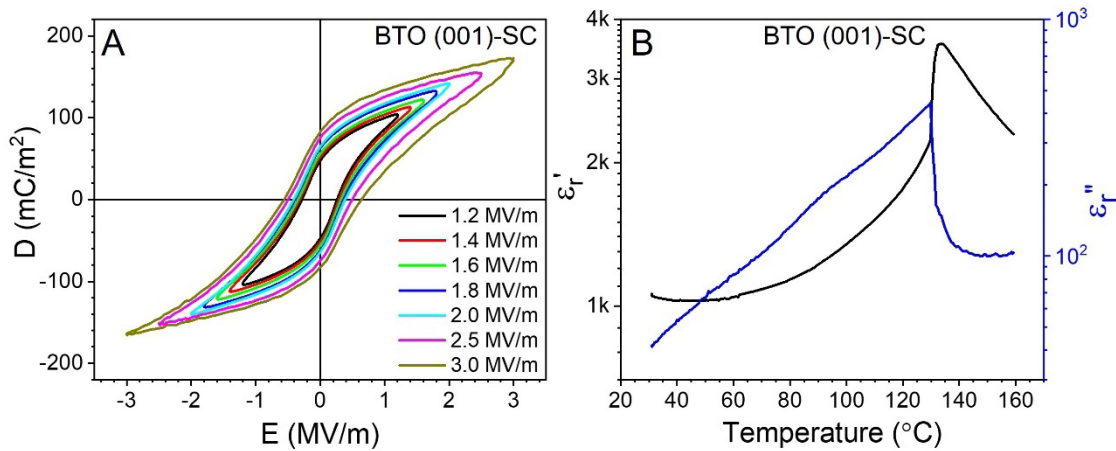 A
BTO (001)-SC
200
100
0
-100
-200
D (mC/m²)
1.2 MV/m
1.4 MV/m
1.6 MV/m
1.8 MV/m
2.0 MV/m
2.5 MV/m
3.0 MV/m
-3 -2 -1 0 1 2 3
E (MV/m)
BTO (001)-SC
B
4k
3k
2k
1k
εr'
10³
10²
εr"
20 40 60 80 100 120 140 160
Temperature (°C)